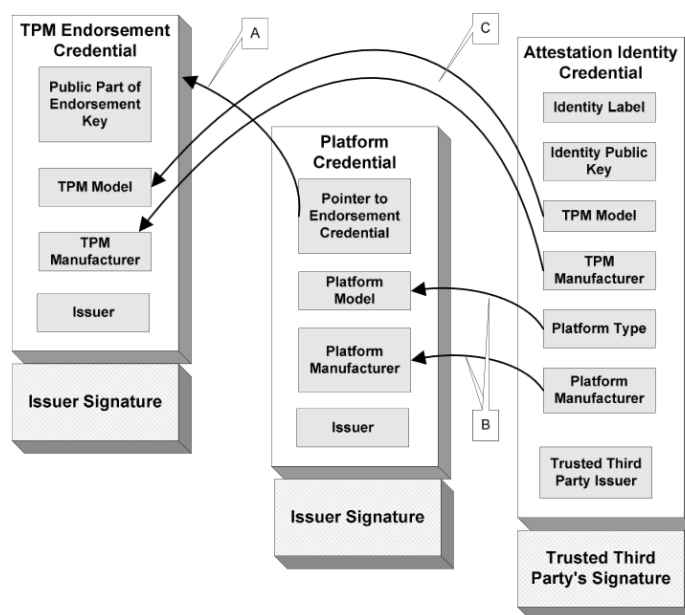 TPM Endorsement
Credential
Public Part of
Endorsement
Key
TPM Model
TPM
Manufacturer
Issuer
Issuer Signature
A
C
Platform
Credential
Pointer to
Endorsement
Credential
Platform
Model
Platform
Manufacturer
Issuer
Issuer Signature
B
Attestation Identity
Credential
Identity Label
Identity Public
Key
TPM Model
TPM
Manufacturer
Platform Type
Platform
Manufacturer
Trusted Third
Party Issuer
Trusted Third
Party's Signature